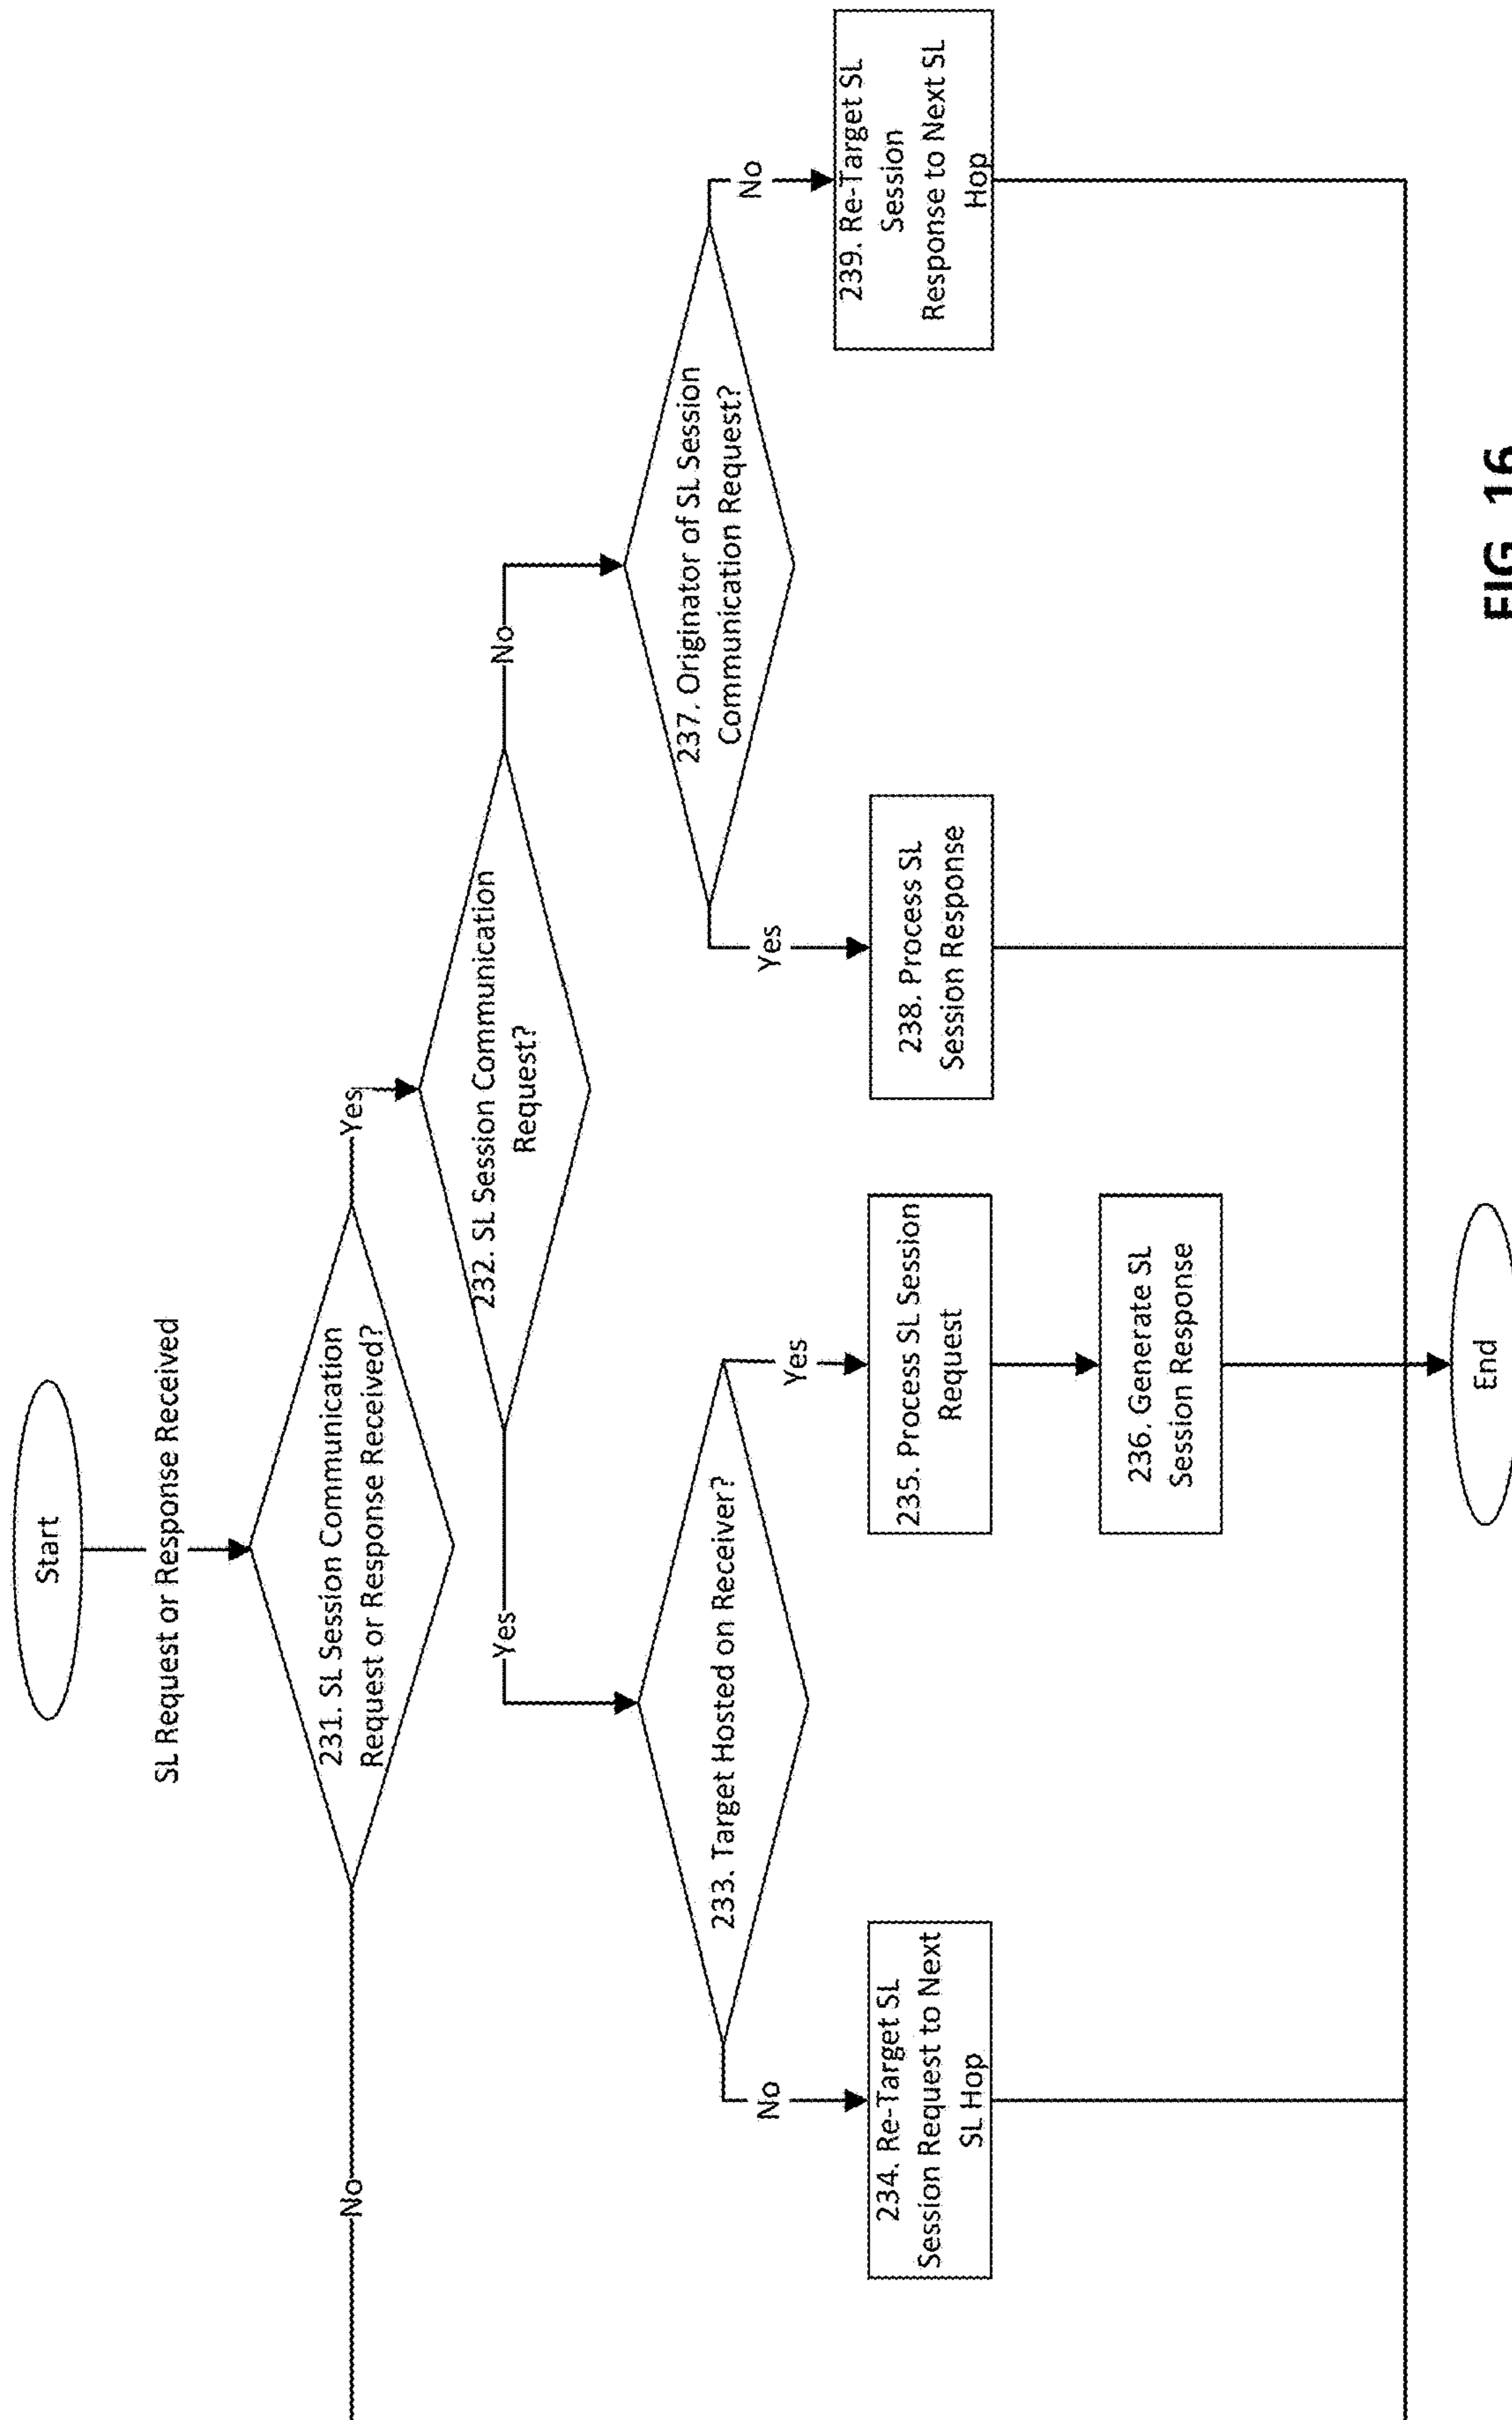 Start
SL Request or Response Received
231. SL Session Communication
Request or Response Received?
No
Yes
232. SL Session Communication
Request?
Yes
No
233. Target Hosted on Receiver?
237. Originator of SL Session
Communication Request?
No
Yes
Yes
No
234. Re-Target SL
Session Request to Next
SL Hop
235. Process SL Session
Request
238. Process SL
Session Response
239. Re-Target SL
Session
Response to Next SL
Hop
236. Generate SL
Session Response
End
FIG. 16